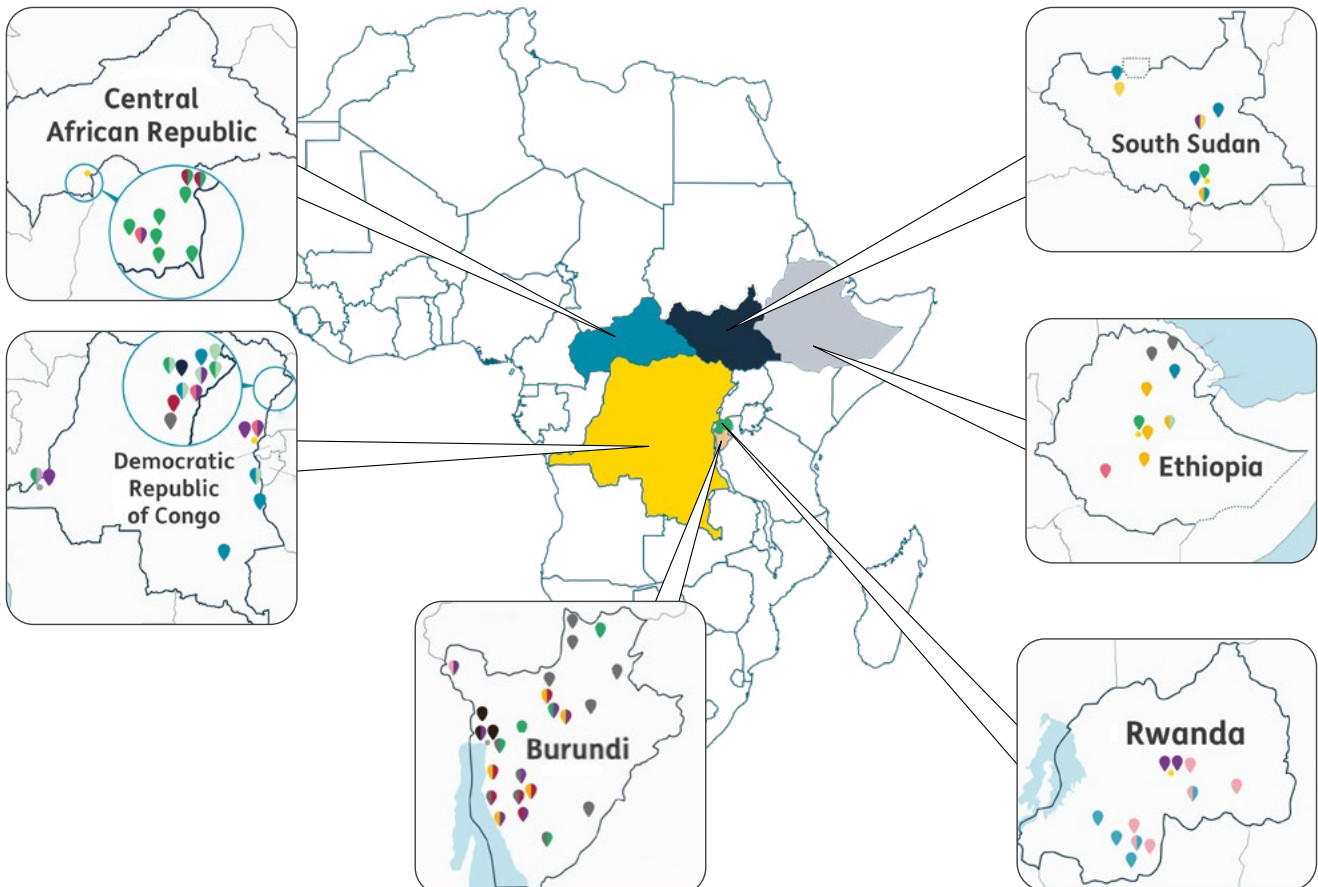 Central
African Republic
South Sudan
Democratic
Republic
of Congo
Ethiopia
Burundi
Rwanda